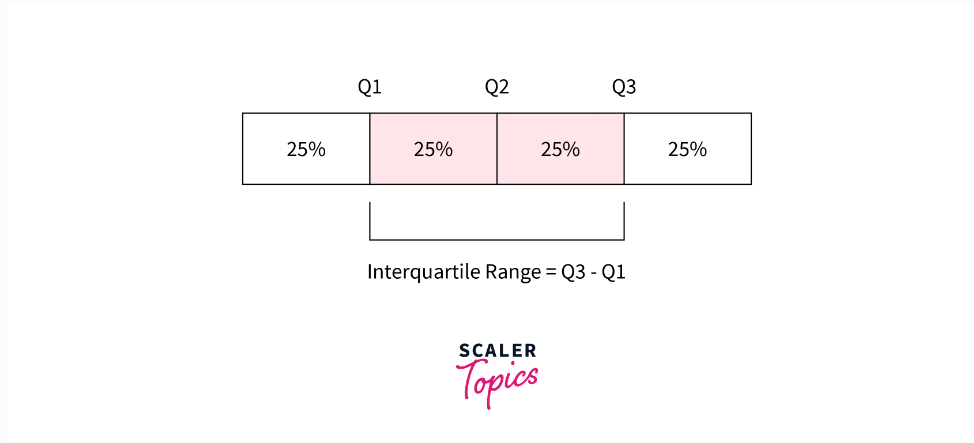 Q1 Q2 Q3
25% 25% 25% 25%
Interquartile Range = Q3 - Q1
SCALER
Topics